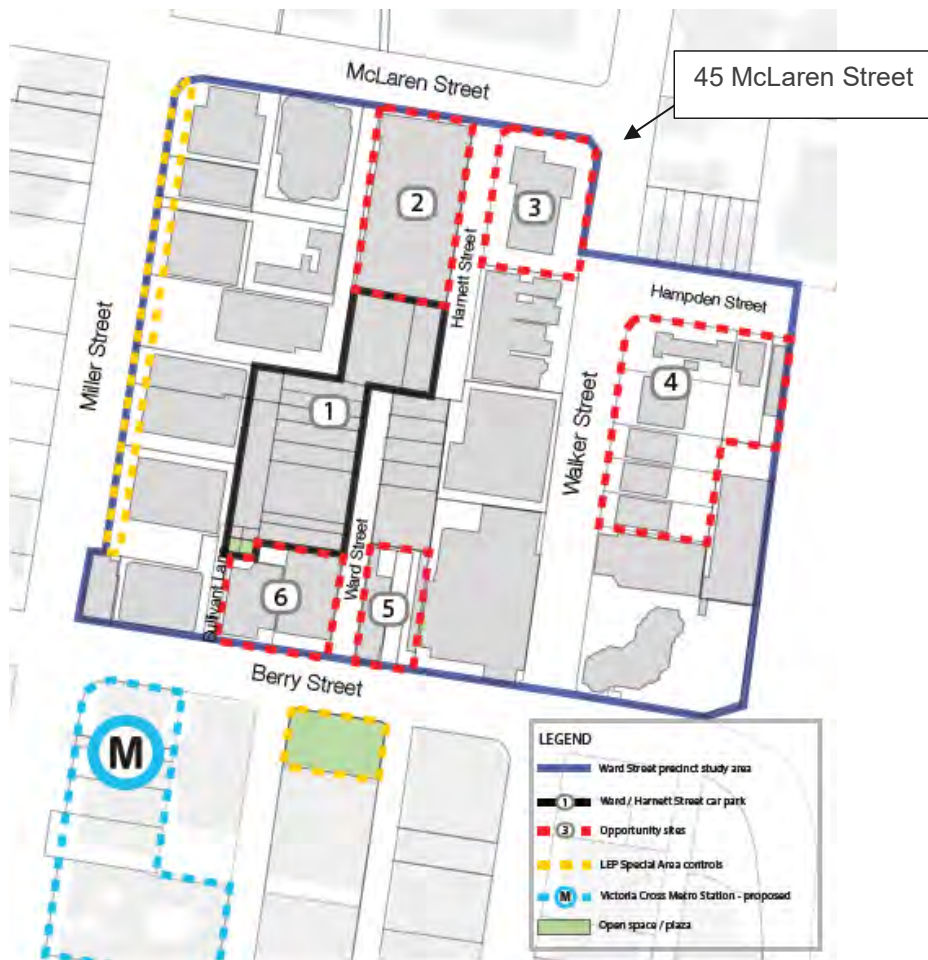 McLaren Street
45 McLaren Street
2
3
Harnett Street
Hampden Street
Miller Street
1
4
Walker Street
Ward Street
6
5
Berry Street
M
LEGEND
Ward Street precinct study area
1 Ward / Harnett Street car park
3 Opportunity sites
LEP Special Area controls
M Victoria Cross Metro Station - proposed
Open space / plaza